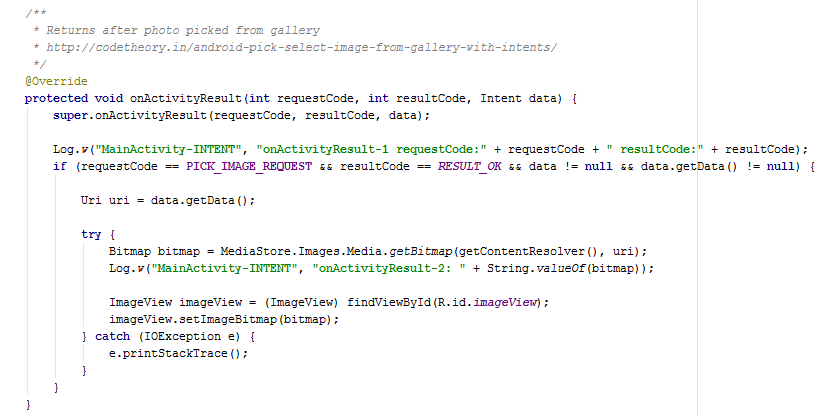 /**
 * Returns after photo picked from gallery
 * http://codetheory.in/android-pick-select-image-from-gallery-with-intents/
 */
@Override
protected void onActivityResult(int requestCode, int resultCode, Intent data) {
    super.onActivityResult(requestCode, resultCode, data);

    Log.v("MainActivity-INTENT", "onActivityResult-1 requestCode:" + requestCode + " resultCode:" + resultCode);
    if (requestCode == PICK_IMAGE_REQUEST && resultCode == RESULT_OK && data != null && data.getData() != null) {

        Uri uri = data.getData();

        try {
            Bitmap bitmap = MediaStore.Images.Media.getBitmap(getContentResolver(), uri);
            Log.v("MainActivity-INTENT", "onActivityResult-2: " + String.valueOf(bitmap));

            ImageView imageView = (ImageView) findViewById(R.id.imageView);
            imageView.setImageBitmap(bitmap);
        } catch (IOException e) {
            e.printStackTrace();
        }
    }
}